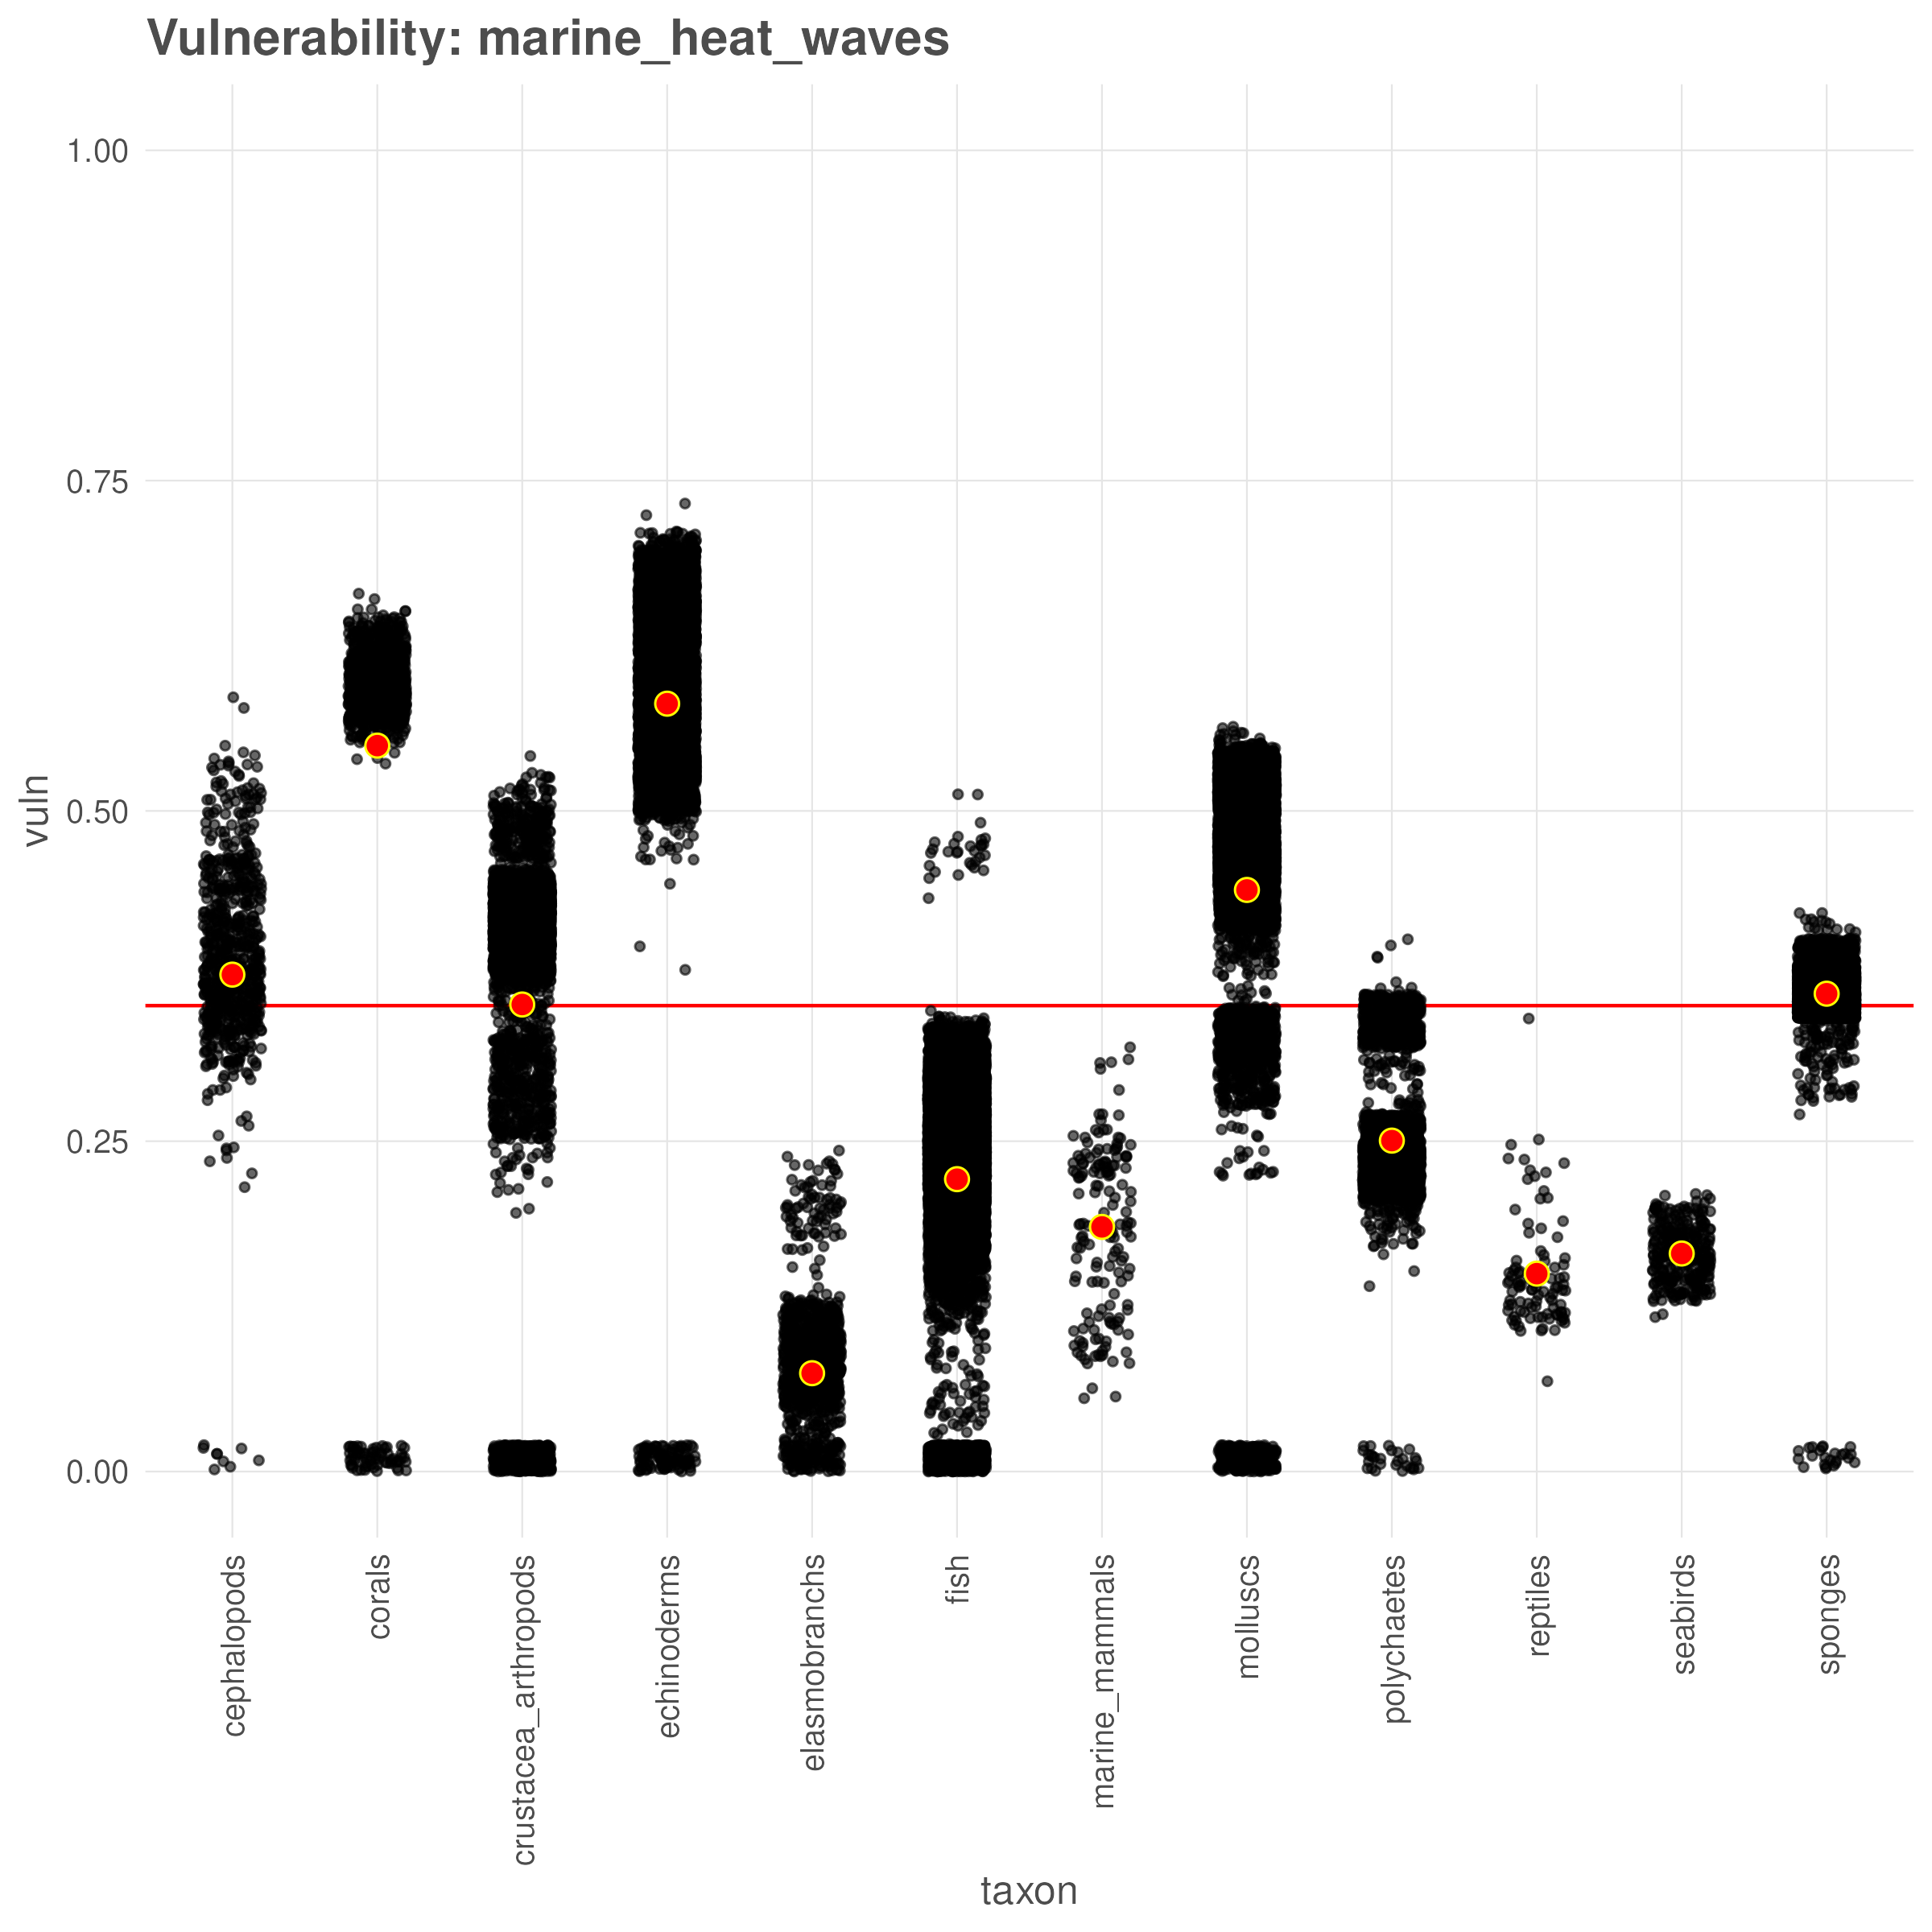 Vulnerability: marine_heat_waves
1.00
0.75
0.50
0.25
0.00
vuln
cephalopods
corals
crustacea_arthropods
echinoderms
elasmobranchs
fish
marine_mammals
molluscs
polychaetes
reptiles
seabirds
sponges
taxon